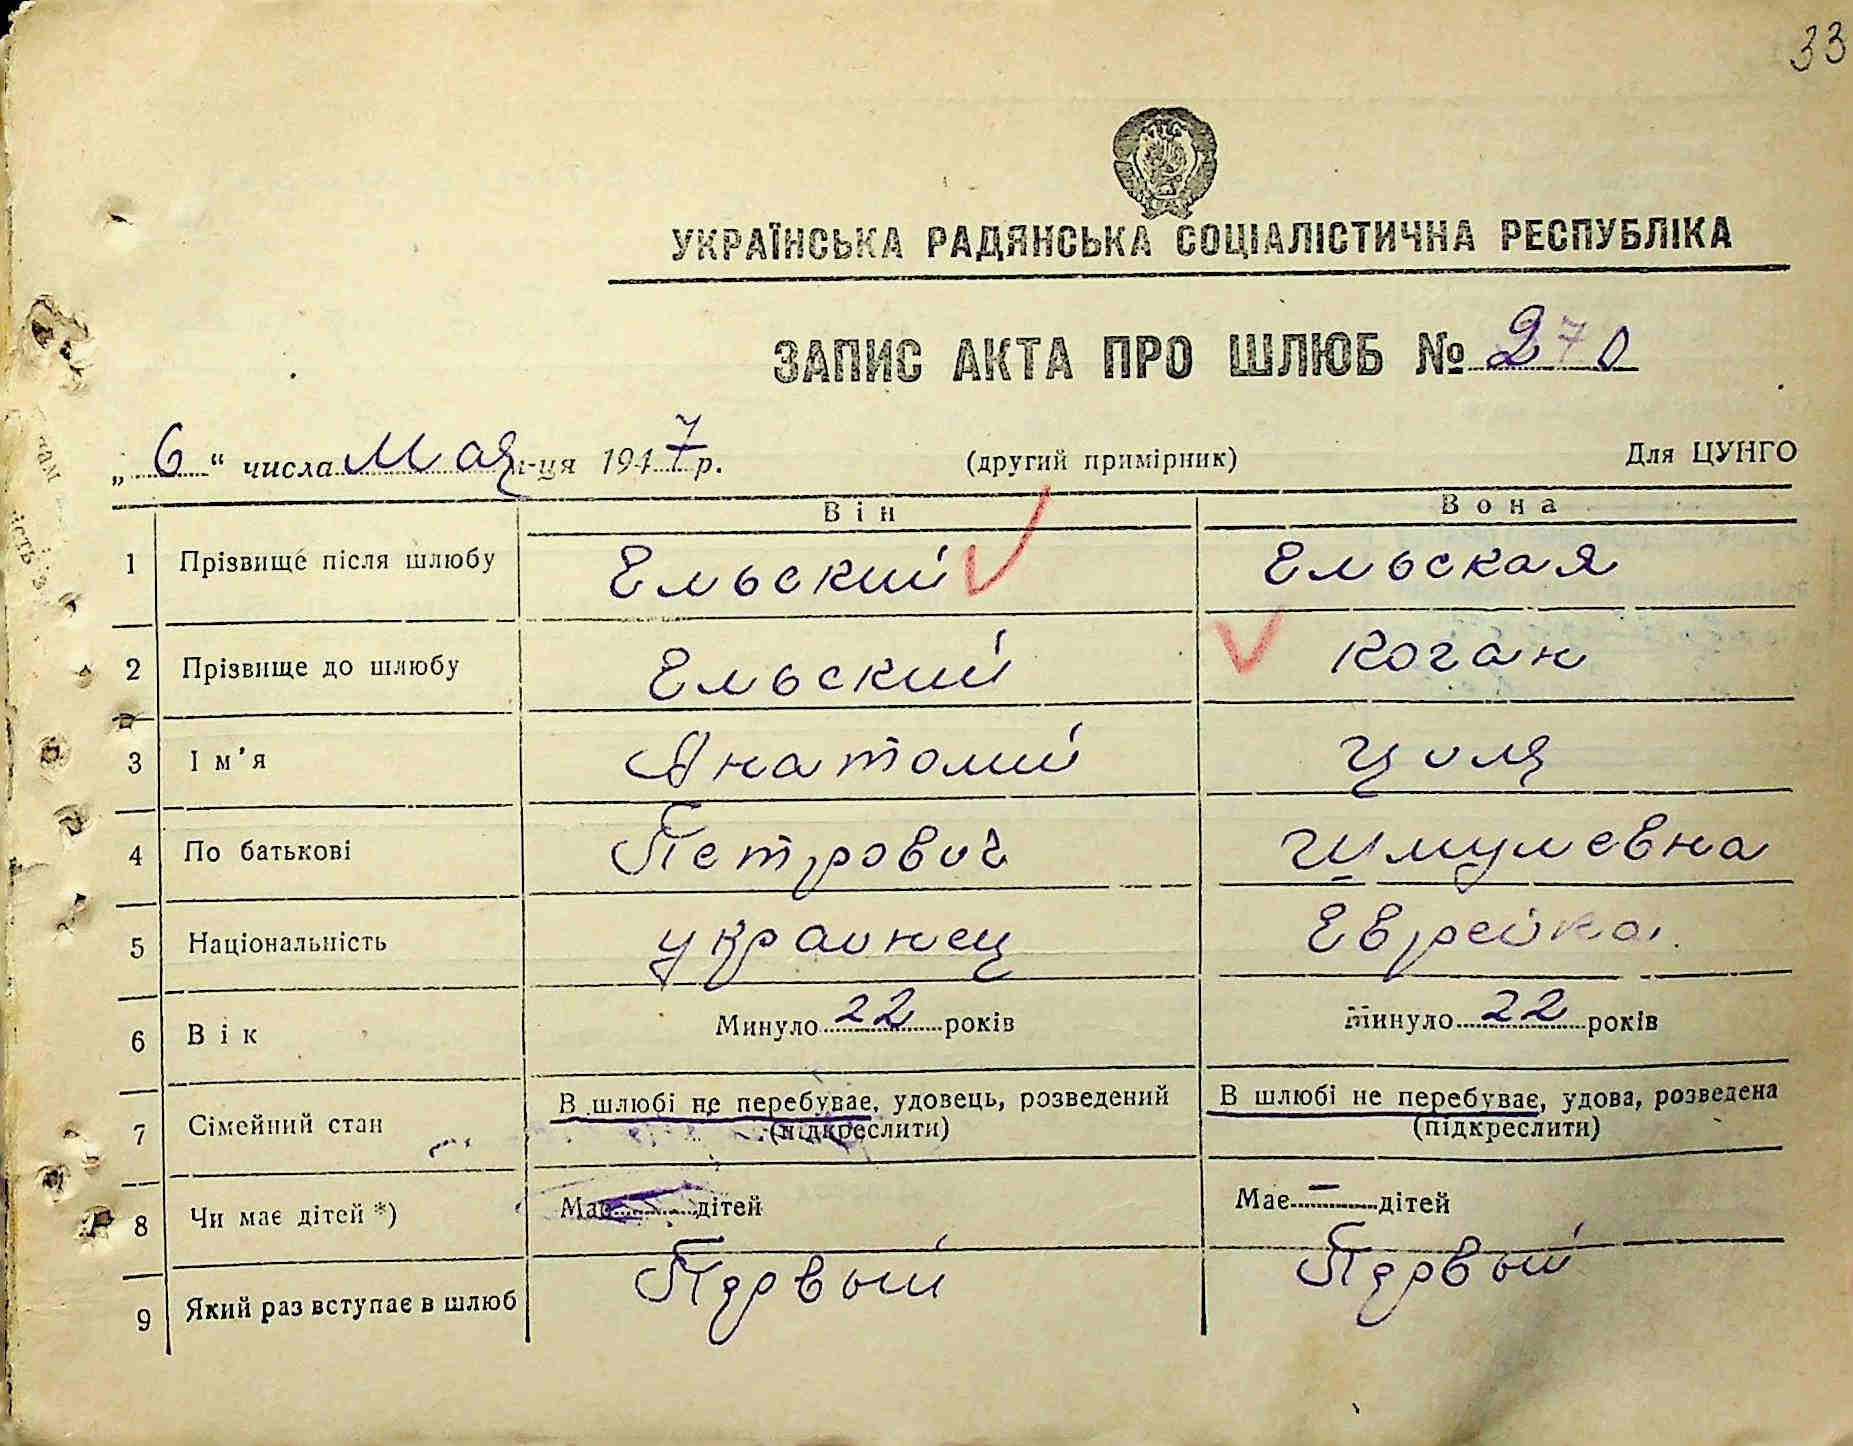 33
УКРАЇНСЬКА РАДЯНСЬКА СОЦІАЛІСТИЧНА РЕСПУБЛІКА
ЗАПИС АКТА ПРО ШЛЮБ № 270
„ 6 “ числа Мая м-ця 1947 р. (другий примірник) Для ЦУНГО
Він Вона
1 Прізвище після шлюбу Ельский Ельская
2 Прізвище до шлюбу Ельский Коган
3 Ім'я Анатолий Циля
4 По батькові Петрович Шмулевна
5 Національність украинец Еврейка.
6 Вік Минуло 22 років Минуло 22 років
7 Сімейний стан В шлюбі не перебуває, удовець, розведений В шлюбі не перебуває, удова, розведена
(підкреслити) (підкреслити)
8 Чи має дітей *) Має дітей Має — дітей
9 Який раз вступає в шлюб Первый Первый